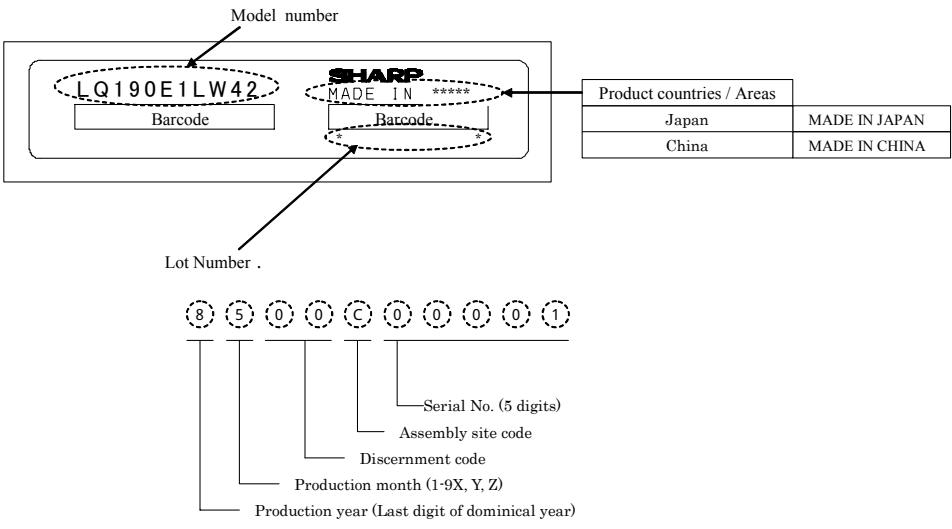 Model number
SHARP
LQ190E1LW42
MADE IN *****
Product countries / Areas
Barcode
Barcode
Japan
MADE IN JAPAN
* *
China
MADE IN CHINA
Lot Number .
8 5 0 0 C 0 0 0 0 1
Serial No. (5 digits)
Assembly site code
Discernment code
Production month (1-9X, Y, Z)
Production year (Last digit of dominical year)